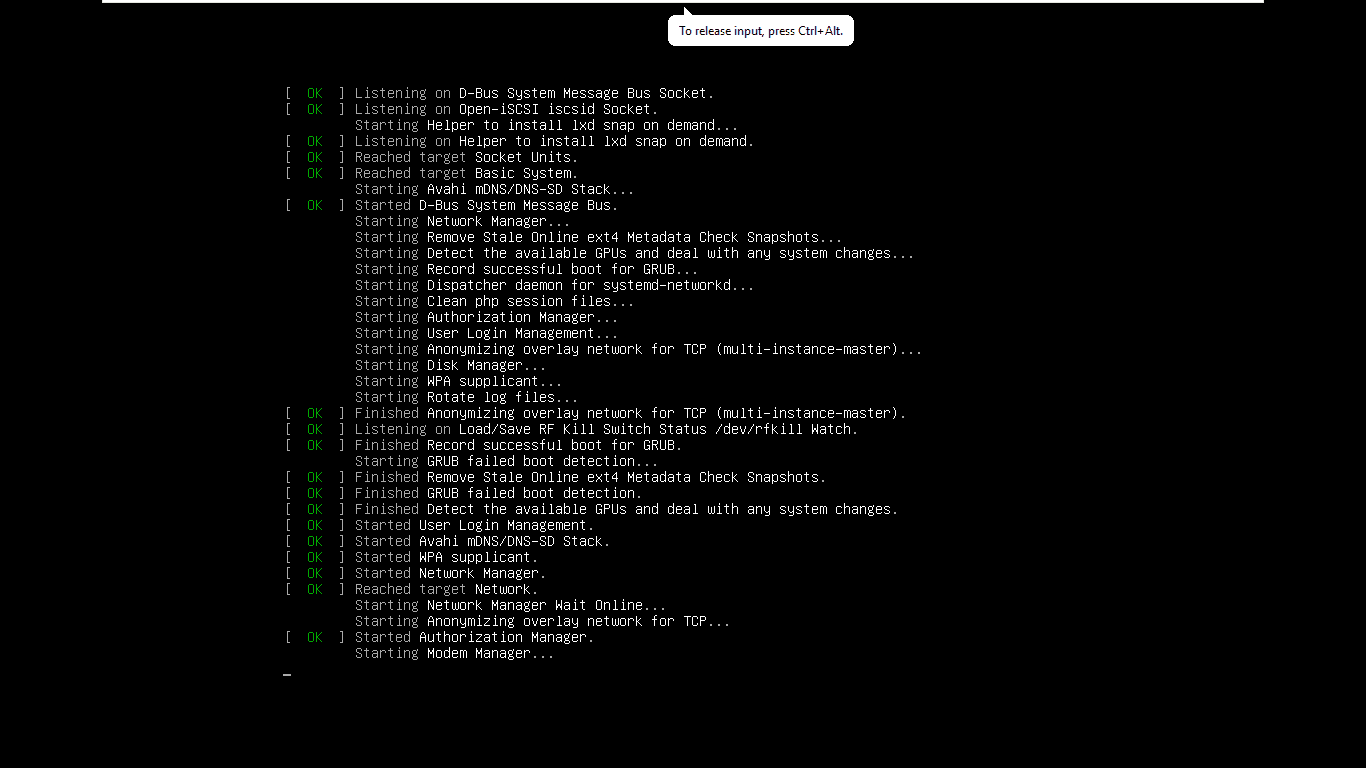 To release input, press Ctrl+Alt.
[  OK  ] Listening on D-Bus System Message Bus Socket.
[  OK  ] Listening on Open-iSCSI iscsid Socket.
Starting Helper to install lxd snap on demand...
[  OK  ] Listening on Helper to install lxd snap on demand.
[  OK  ] Reached target Socket Units.
[  OK  ] Reached target Basic System.
Starting Avahi mDNS/DNS-SD Stack...
[  OK  ] Started D-Bus System Message Bus.
Starting Network Manager...
Starting Remove Stale Online ext4 Metadata Check Snapshots...
Starting Detect the available GPUs and deal with any system changes...
Starting Record successful boot for GRUB...
Starting Dispatcher daemon for systemd-networkd...
Starting Clean php session files...
Starting Authorization Manager...
Starting User Login Management...
Starting Anonymizing overlay network for TCP (multi-instance-master)...
Starting Disk Manager...
Starting WPA supplicant...
Starting Rotate log files...
[  OK  ] Finished Anonymizing overlay network for TCP (multi-instance-master).
[  OK  ] Listening on Load/Save RF Kill Switch Status /dev/rfkill Watch.
[  OK  ] Finished Record successful boot for GRUB.
Starting GRUB failed boot detection...
[  OK  ] Finished Remove Stale Online ext4 Metadata Check Snapshots.
[  OK  ] Finished GRUB failed boot detection.
[  OK  ] Finished Detect the available GPUs and deal with any system changes.
[  OK  ] Started User Login Management.
[  OK  ] Started Avahi mDNS/DNS-SD Stack.
[  OK  ] Started WPA supplicant.
[  OK  ] Started Network Manager.
[  OK  ] Reached target Network.
Starting Network Manager Wait Online...
Starting Anonymizing overlay network for TCP...
[  OK  ] Started Authorization Manager.
Starting Modem Manager...